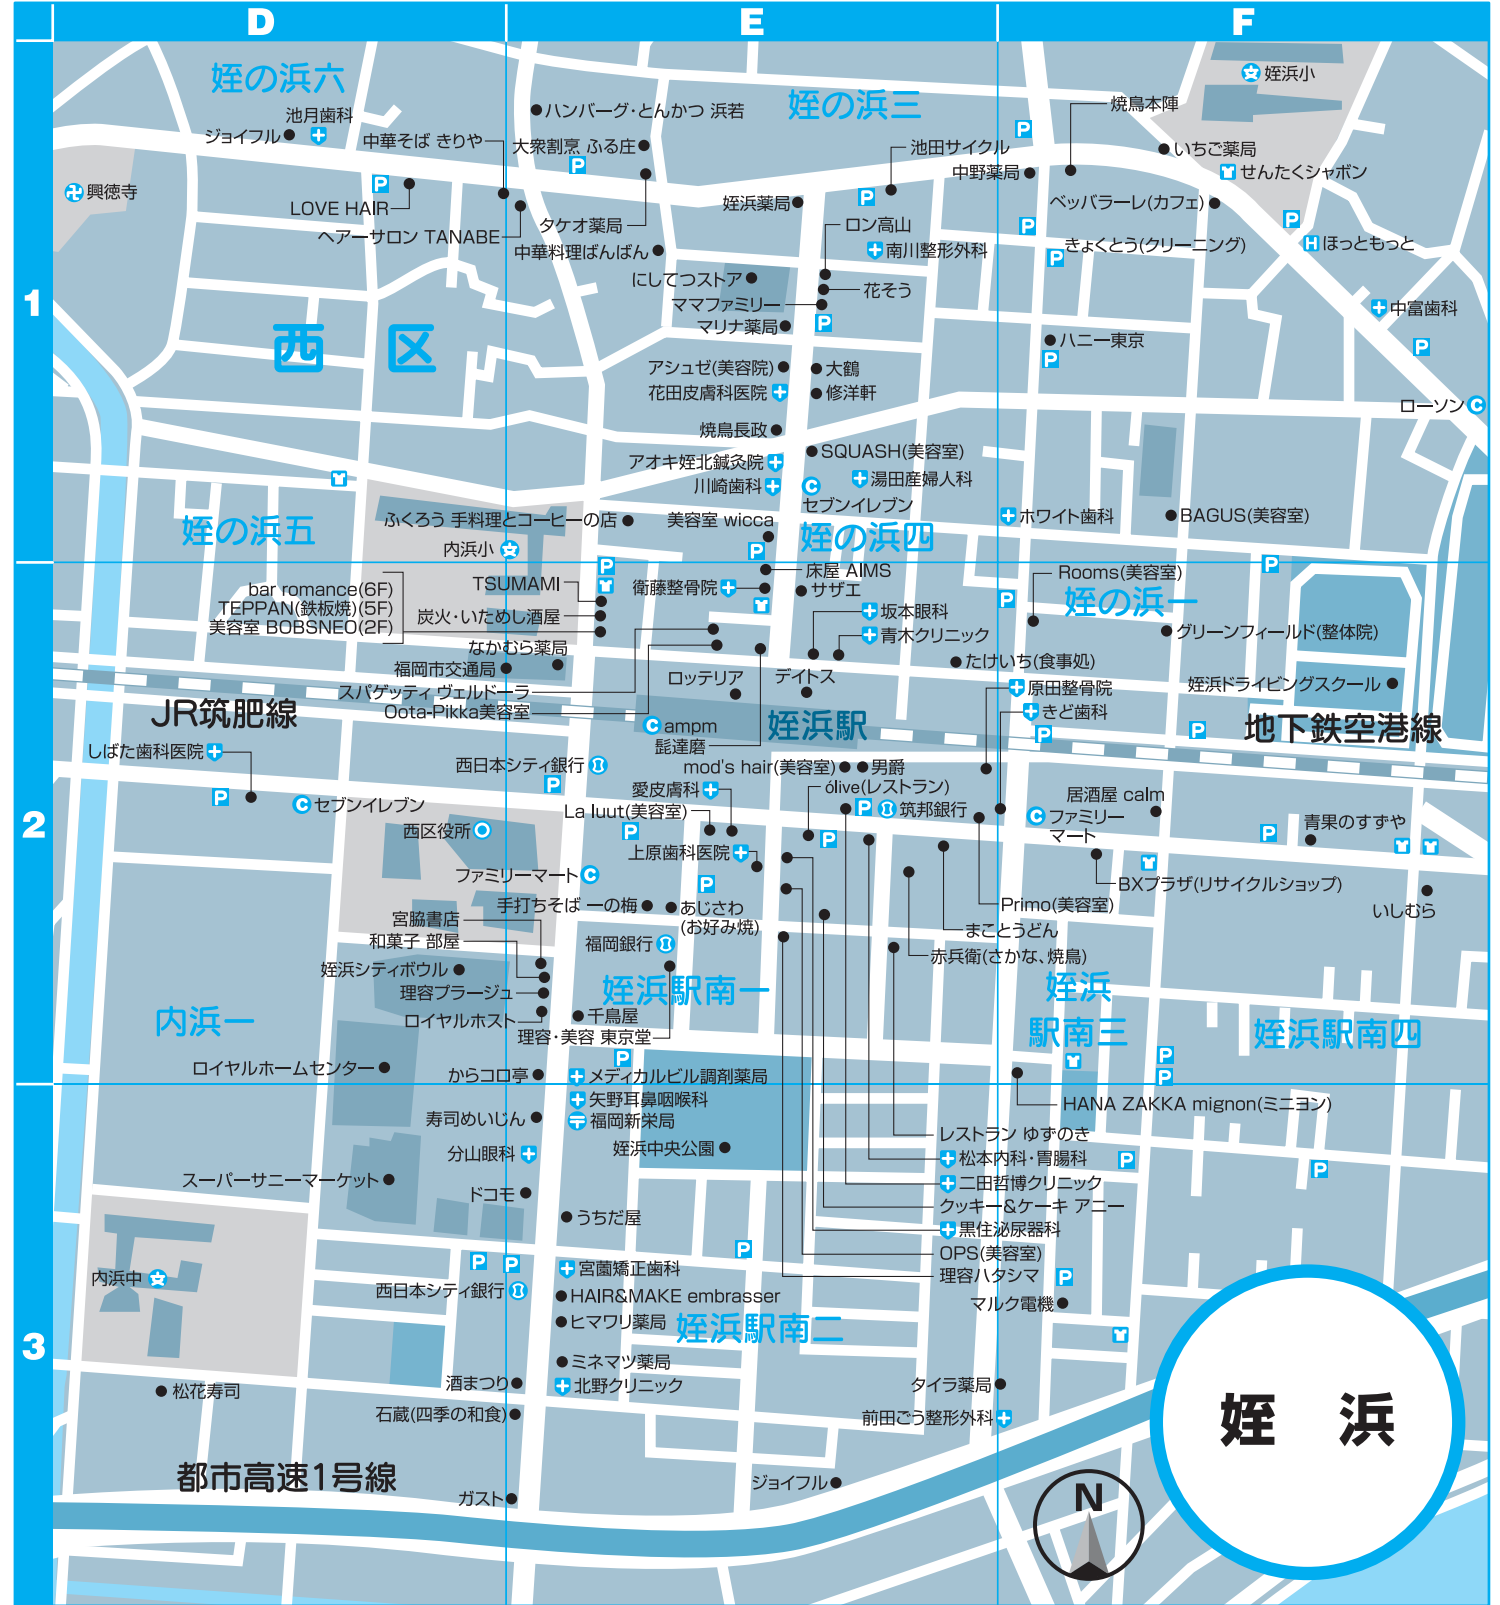 D
E
F
1
2
3
姪の浜六
池月歯科
ジョイフル
興徳寺
LOVE HAIR
中華そば きりや
ヘアーサロン TANABE
ハンバーグ・とんかつ 浜若
大衆割烹 ふる庄
姪の浜三
池田サイクル
タケオ薬局
中華料理ばんばん
姪浜薬局
ロン高山
南川整形外科
にしてつストア
花そう
ママファミリー
マリナ薬局
姪浜小
焼鳥本陣
いちご薬局
中野薬局
せんたくシャボン
ベッパラーレ(カフェ)
きょくとう(クリーニング)
ほっともっと
中富歯科
ハニー東京
ローソン
西 区
アシュゼ(美容院)
大鶴
花田皮膚科医院
修洋軒
焼鳥長政
SQUASH(美容室)
アオキ姪北鍼灸院
川崎歯科
湯田産婦人科
セブンイレブン
姪の浜五
ふくろう 手料理とコーヒーの店
美容室 wicca
姪の浜四
ホワイト歯科
BAGUS(美容室)
内浜小
床屋 AIMS
bar romance(6F)
TEPPAN(鉄板焼)(5F)
美容室 BOBSNEO(2F)
TSUMAMI
炭火・いためし酒屋
なかむら薬局
福岡市交通局
衛藤整骨院
サザエ
坂本眼科
青木クリニック
Rooms(美容室)
姪の浜一
グリーンフィールド(整体院)
たけいち(食事処)
姪浜ドライビングスクール
スパゲッティ ヴェルドーラ
Oota-Pikka美容室
ロッテリア
デイトス
原田整骨院
きど歯科
JR筑肥線
ampm
髭達磨
姪浜駅
地下鉄空港線
しばた歯科医院
西日本シティ銀行
mod's hair(美容室)
男爵
愛皮膚科
ólive(レストラン)
セブンイレブン
La luut(美容室)
筑邦銀行
居酒屋 calm
ファミリー
マート
青果のすずや
西区役所
上原歯科医院
ファミリーマート
BXプラザ(リサイクルショップ)
手打ちそば 一の梅
あじさわ
(お好み焼)
Primo(美容室)
いしむら
宮脇書店
和菓子 部屋
福岡銀行
まことうどん
赤兵衛(さかな、焼鳥)
姪浜シティボウル
理容プラージュ
姪浜駅南一
姪浜
駅南三
内浜一
ロイヤルホスト
千鳥屋
理容・美容 東京堂
姪浜駅南四
ロイヤルホームセンター
からコロ亭
メディカルビル調剤薬局
矢野耳鼻咽喉科
HANA ZAKKA mignon(ミニヨン)
寿司めいじん
福岡新栄局
レストラン ゆずのき
分山眼科
姪浜中央公園
松本内科・胃腸科
スーパーサニーマーケット
ドコモ
二田哲博クリニック
クッキー&ケーキ アニー
うちだ屋
黒住泌尿器科
OPS(美容室)
内浜中
宮薗矯正歯科
理容ハタシマ
西日本シティ銀行
HAIR&MAKE embrasser
マルク電機
ヒマワリ薬局
姪浜駅南二
ミネマツ薬局
松花寿司
酒まつり
北野クリニック
タイラ薬局
石蔵(四季の和食)
前田ごう整形外科
都市高速1号線
ガスト
ジョイフル
N
姪 浜